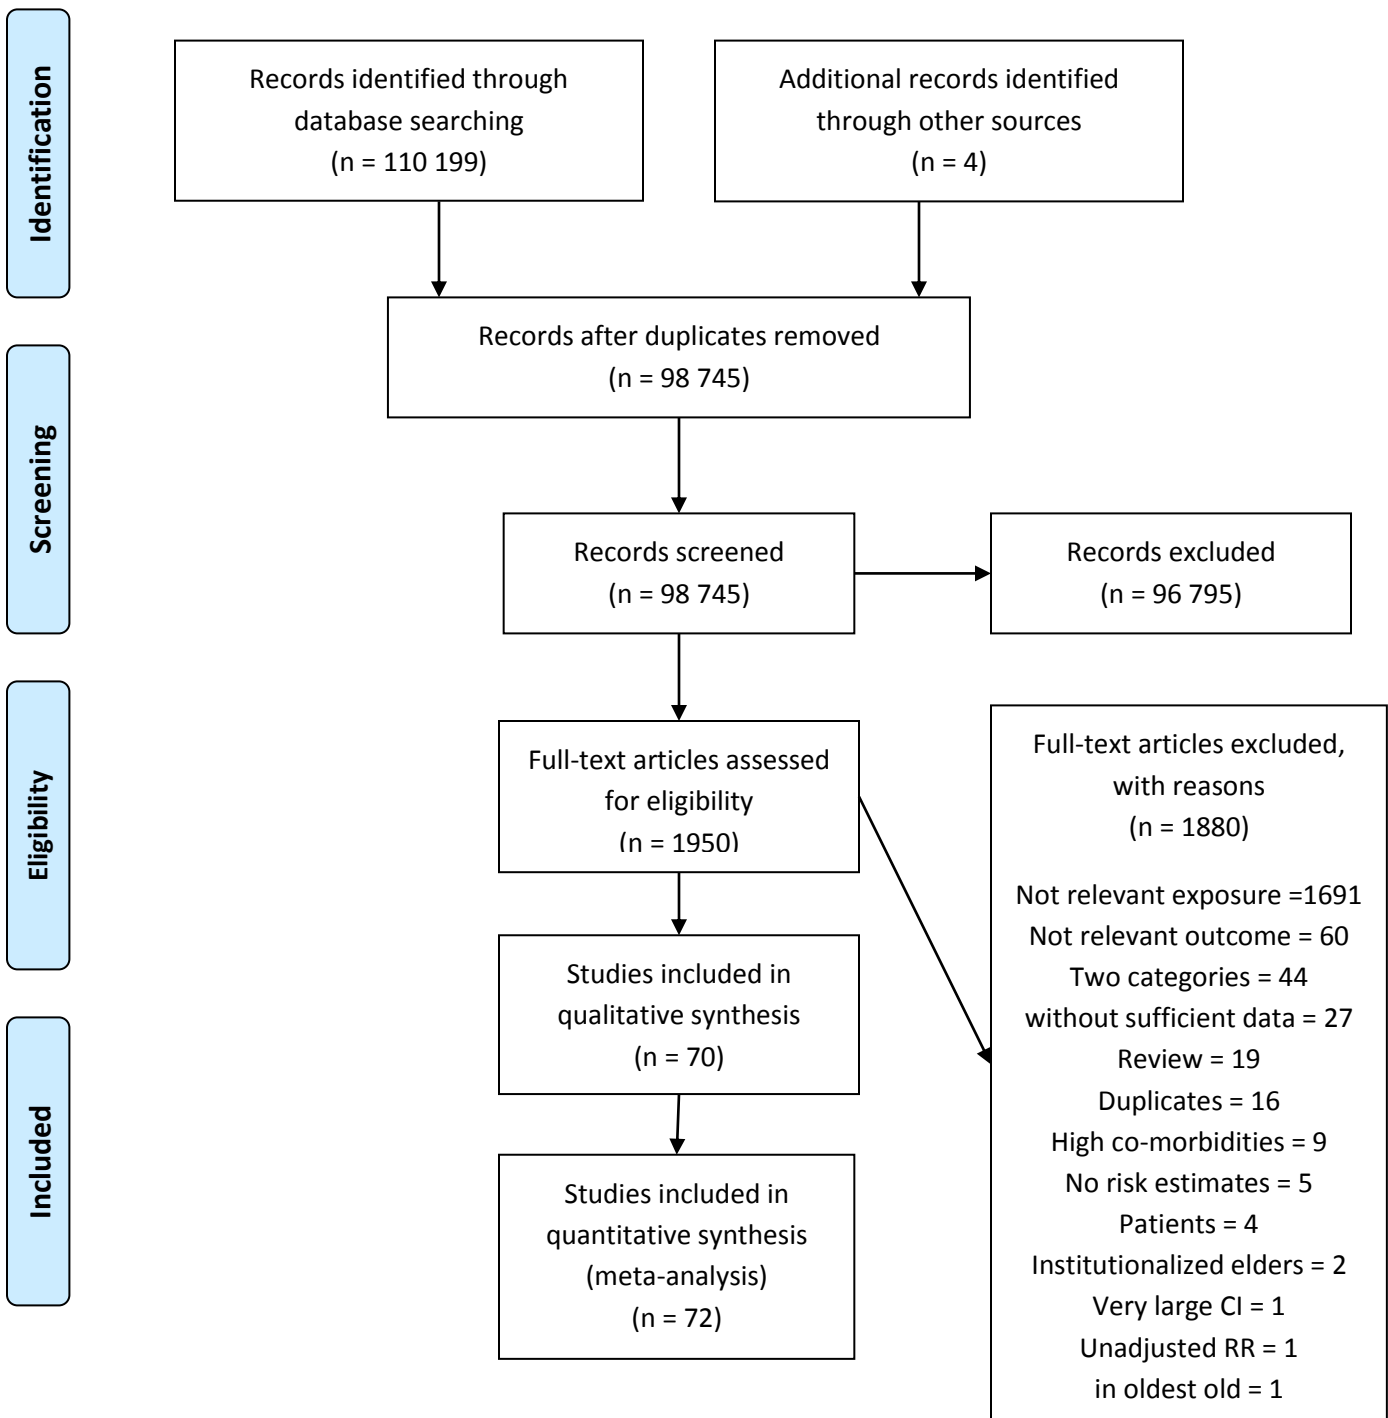 Identification
Records identified through
database searching
(n = 110 199)
Additional records identified
through other sources
(n = 4)
Records after duplicates removed
(n = 98 745)
Screening
Records screened
(n = 98 745)
Records excluded
(n = 96 795)
Eligibility
Full-text articles assessed
for eligibility
(n = 1950)
Full-text articles excluded,
with reasons
(n = 1880)
Not relevant exposure =1691
Not relevant outcome = 60
Two categories = 44
without sufficient data = 27
Review = 19
Duplicates = 16
High co-morbidities = 9
No risk estimates = 5
Patients = 4
Institutionalized elders = 2
Very large CI = 1
Unadjusted RR = 1
in oldest old = 1
Studies included in
qualitative synthesis
(n = 70)
Included
Studies included in
quantitative synthesis
(meta-analysis)
(n = 72)